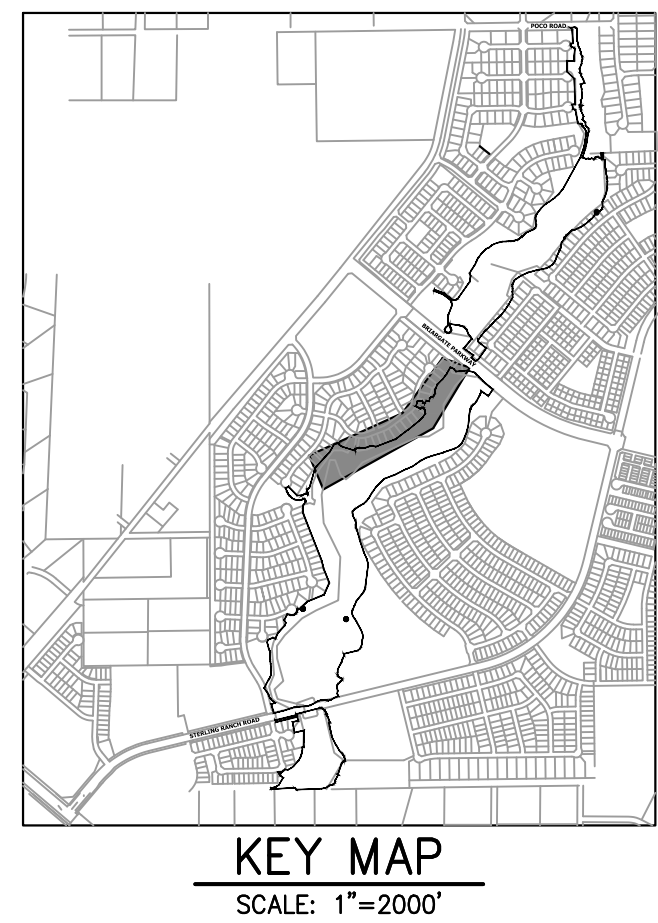 POCO ROAD
BRIARGATE PARKWAY
STERLING RANCH ROAD
KEY MAP
SCALE: 1"=2000'